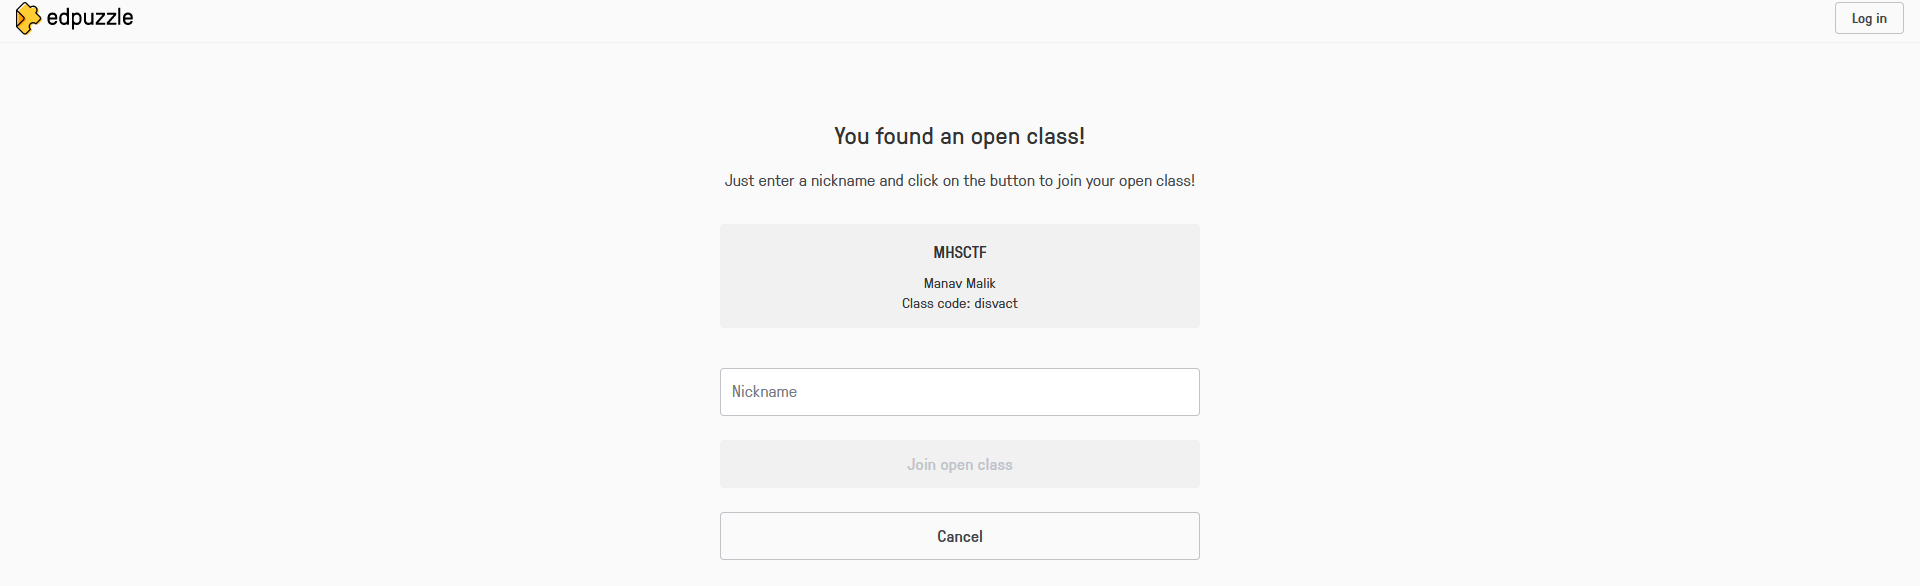 edpuzzle
Log in
You found an open class!
Just enter a nickname and click on the button to join your open class!
MHSCTF
Manav Malik
Class code: disvact
Nickname
Join open class
Cancel